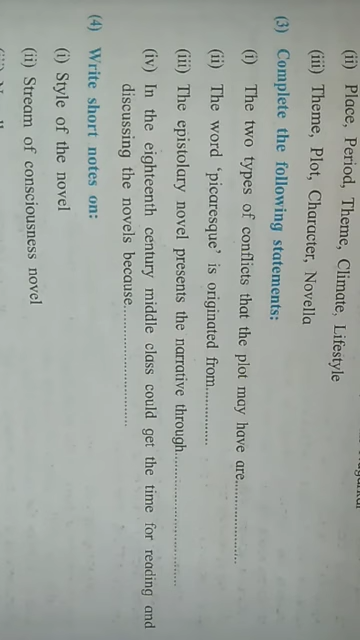 (ii) Place, Period, Theme, Climate, Lifestyle
(iii) Theme, Plot, Character, Novella
(3) Complete the following statements:
(i) The two types of conflicts that the plot may have are....................
(ii) The word 'picaresque' is originated from.............
(iii) The epistolary novel presents the narrative through..............................
(iv) In the eighteenth century middle class could get the time for reading and
discussing the novels because...........................
(4) Write short notes on:
(i) Style of the novel
(ii) Stream of consciousness novel